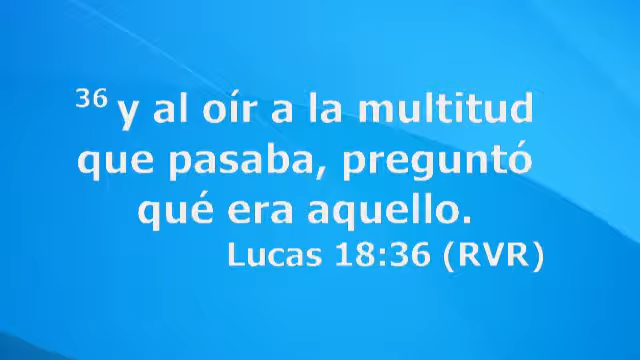 36 y al oír a la multitud
que pasaba, preguntó
qué era aquello.
Lucas 18:36 (RVR)